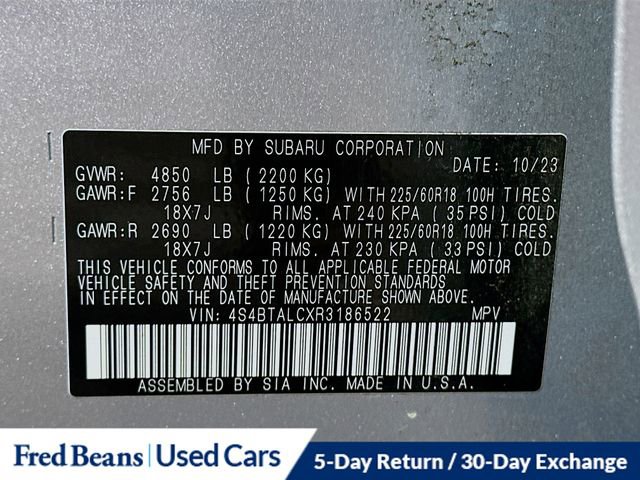 MFD BY SUBARU CORPORATION
DATE: 10/23
GVWR: 4850 LB (2200 KG)
GAWR:F 2756 LB (1250 KG) WITH 225/60R18 100H TIRES.
18X7J RIMS. AT 240 KPA (35 PSI) COLD
GAWR:R 2690 LB (1220 KG) WITH 225/60R18 100H TIRES.
18X7J RIMS. AT 230 KPA (33 PSI) COLD
THIS VEHICLE CONFORMS TO ALL APPLICABLE FEDERAL MOTOR
VEHICLE SAFETY AND THEFT PREVENTION STANDARDS
IN EFFECT ON THE DATE OF MANUFACTURE SHOWN ABOVE.
VIN: 4S4BTALCXR3186522 MPV
ASSEMBLED BY SIA INC. MADE IN U.S.A.
Fred Beans Used Cars 5-Day Return / 30-Day Exchange